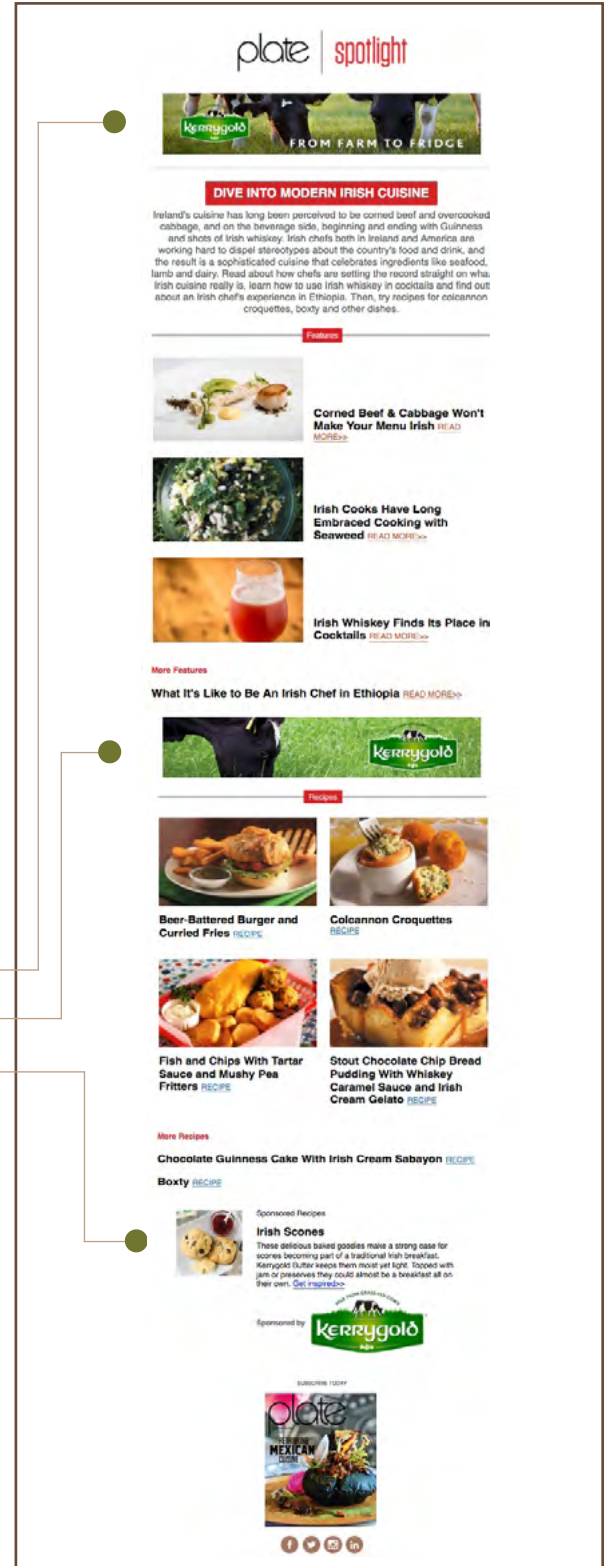 plate | spotlight
Kerrygold
FROM FARM TO FRIDGE
DIVE INTO MODERN IRISH CUISINE
Ireland's cuisine has long been perceived to be corned beef and overcooked
cabbage, and on the beverage side, beginning and ending with Guinness
and shots of Irish whiskey. Irish chefs both in Ireland and America are
working hard to dispel stereotypes about the country's food and drink, and
the result is a sophisticated cuisine that celebrates ingredients like seafood,
lamb and dairy. Read about how chefs are setting the record straight on wha
Irish cuisine really is, learn how to use Irish whiskey in cocktails and find out
about an Irish chef's experience in Ethiopia. Then, try recipes for colcannon
croquettes, boxty and other dishes.
Features
Corned Beef & Cabbage Won't
Make Your Menu Irish READ
MORE>>
Irish Cooks Have Long
Embraced Cooking with
Seaweed READ MORE>>
Irish Whiskey Finds Its Place in
Cocktails READ MORE>>
More Features
What It's Like to Be An Irish Chef in Ethiopia READ MORE>>
Kerrygold
Recipes
Beer-Battered Burger and
Curried Fries RECIPE
Colcannon Croquettes
RECIPE
Fish and Chips With Tartar
Sauce and Mushy Pea
Fritters RECIPE
Stout Chocolate Chip Bread
Pudding With Whiskey
Caramel Sauce and Irish
Cream Gelato RECIPE
More Recipes
Chocolate Guinness Cake With Irish Cream Sabayon RECIPE
Boxty RECIPE
Sponsored Recipes
Irish Scones
These delicious baked goodies make a strong case for
scones becoming part of a traditional Irish breakfast.
Kerrygold Butter keeps them moist yet light. Topped with
jam or preserves they could almost be a breakfast all on
their own. Get inspired>>
Sponsored by
MILK FROM GRASS-FED COWS
Kerrygold
SUBSCRIBE TODAY
plate
MEXICAN
CUISINE